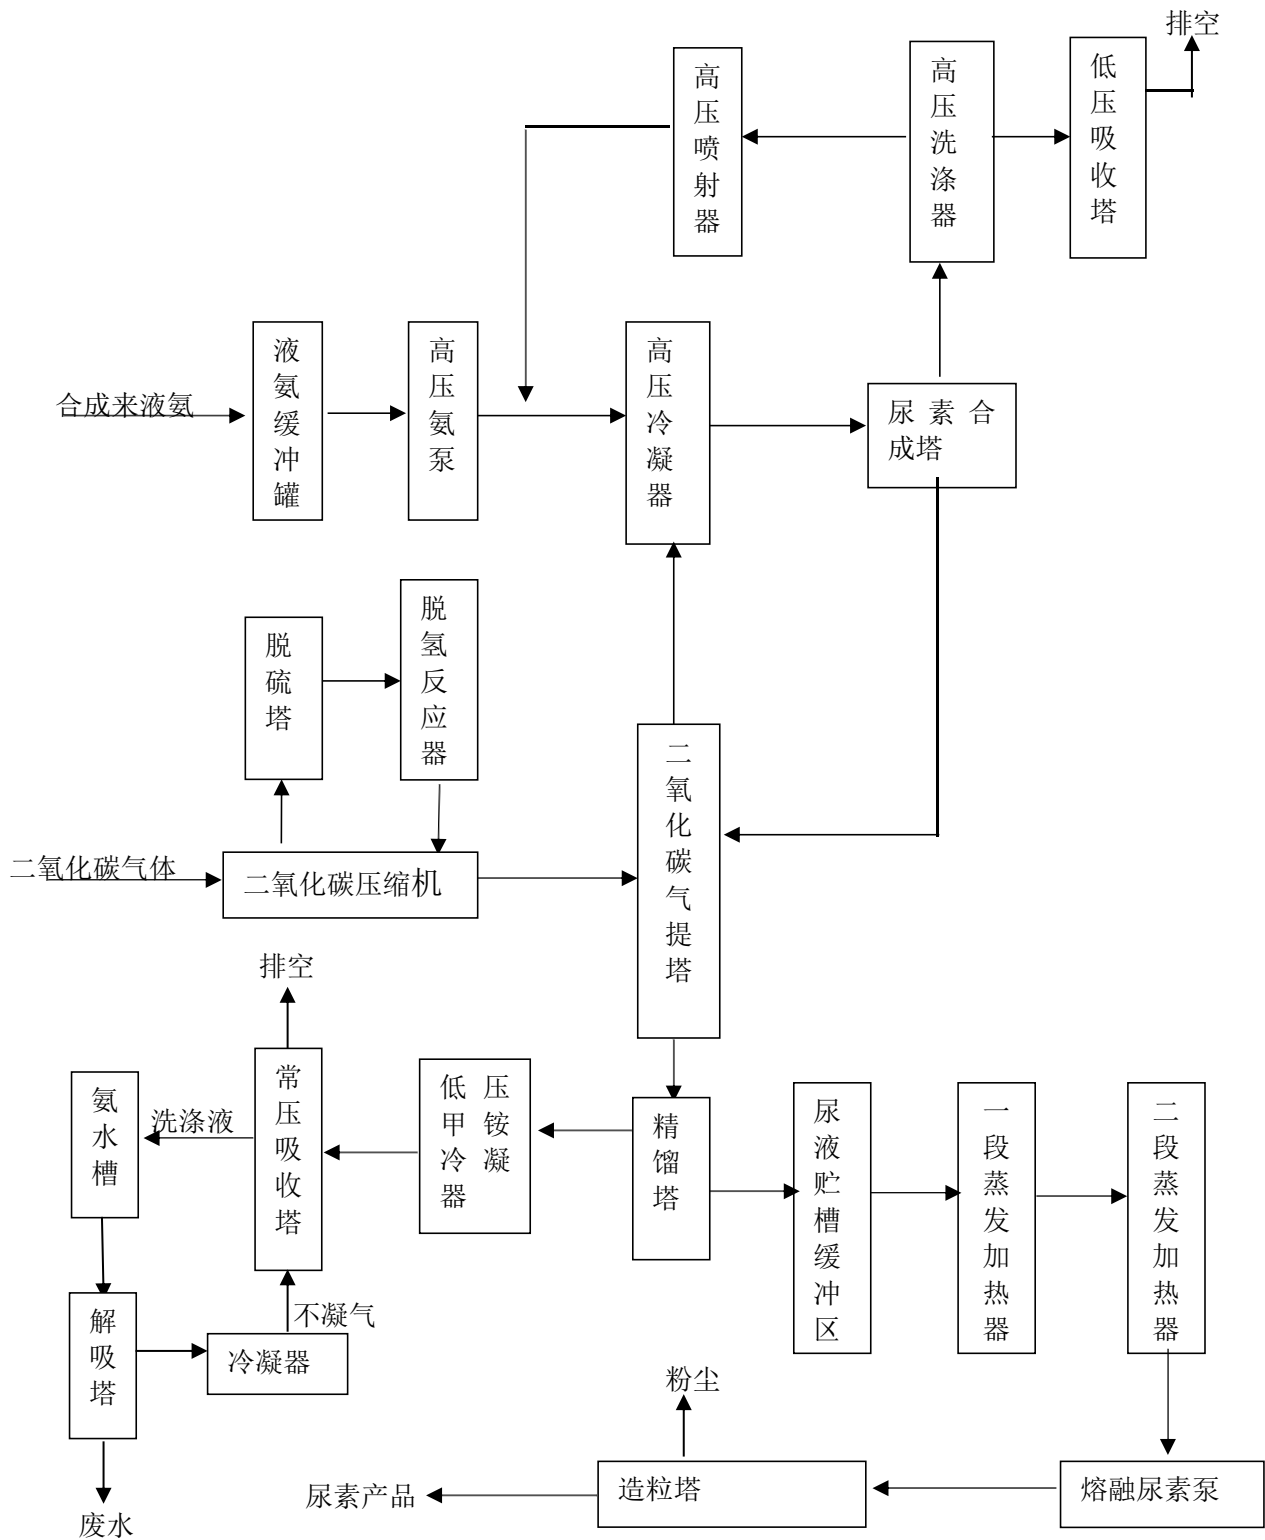 排空
高压喷射器
高压洗涤器
低压吸收塔
合成来液氨
液氨缓冲罐
高压氨泵
高压冷凝器
尿素合
成塔
脱硫塔
脱氢反应器
二氧化碳气体
二氧化碳压缩机
二氧化碳气提塔
排空
氨水槽
洗涤液
常压吸收塔
低压
甲铵
冷凝
器
精馏塔
尿液贮槽缓冲区
一段蒸发加热器
二段蒸发加热器
解吸塔
不凝气
冷凝器
粉尘
废水
尿素产品
造粒塔
熔融尿素泵